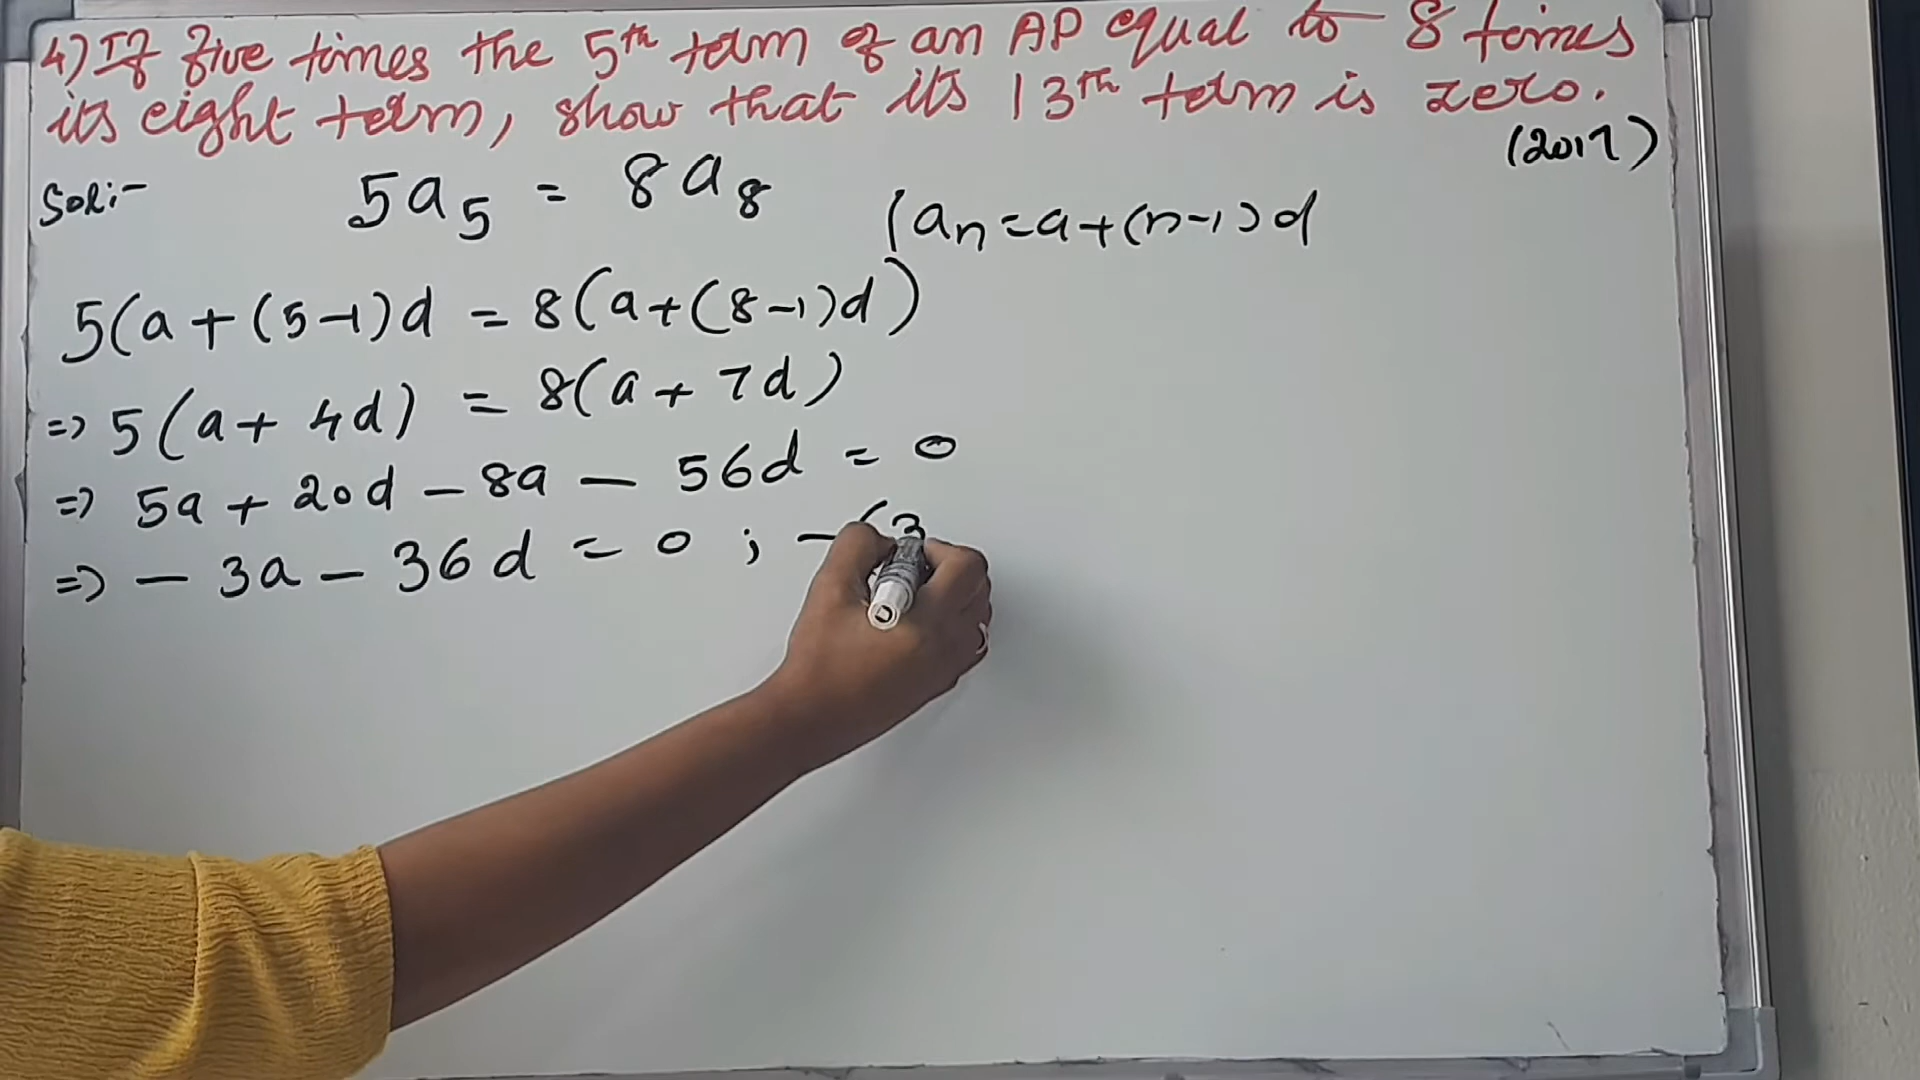 4) If five times the 5th term of an AP equal to 8 times
its eight term, show that its 13th term is zero.
(2017)
Sol:-
5a₅ = 8a₈
(aₙ = a+(n-1)d
5(a+(5-1)d = 8(a+(8-1)d)
=> 5(a+ 4d) = 8(a+ 7d)
=> 5a + 20d - 8a - 56d = 0
=> - 3a - 36d = 0 ; -(3